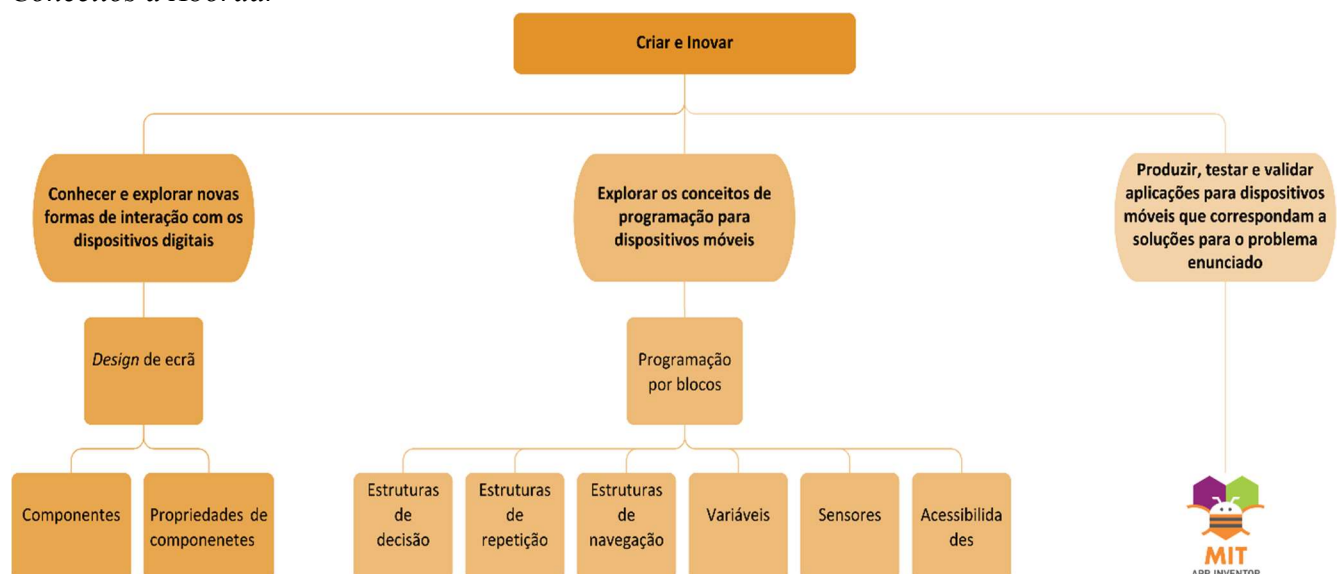 Conceitos a Abordar
Criar e Inovar
Conhecer e explorar novas
formas de interação com os
dispositivos digitais
Explorar os conceitos de
programação para
dispositivos móveis
Produzir, testar e validar
aplicações para dispositivos
móveis que correspondam a
soluções para o problema
enunciado
Design de ecrã
Programação
por blocos
Componentes
Propriedades de
componenetes
Estruturas
de
decisão
Estruturas
de
repetição
Estruturas
de
navegação
Variáveis
Sensores
Acessibilida
des
MIT
APP INVENTOR